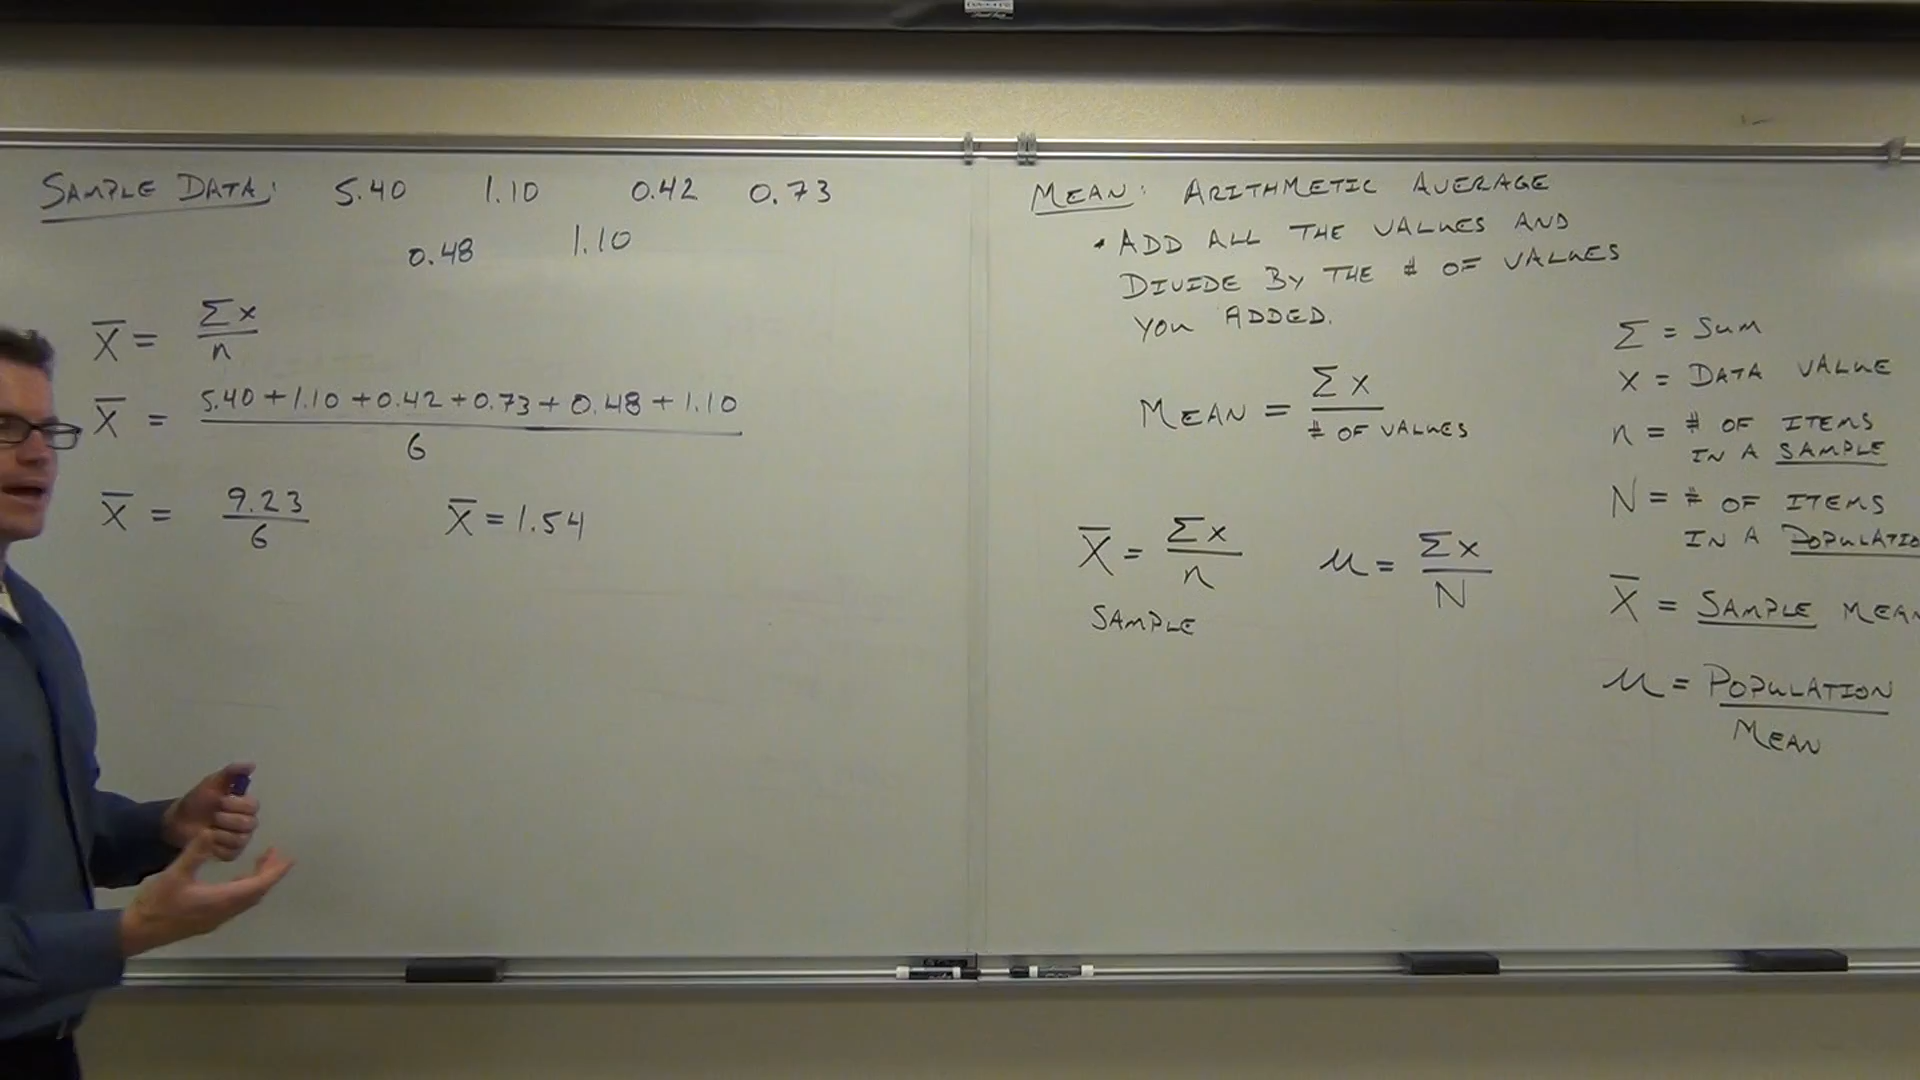 SAMPLE DATA: 5.40 1.10 0.42 0.73
0.48 1.10
X̄ = Σx / n
X̄ = 5.40 + 1.10 + 0.42 + 0.73 + 0.48 + 1.10 / 6
X̄ = 9.23 / 6 X̄ = 1.54
MEAN: ARITHMETIC AVERAGE
• ADD ALL THE VALUES AND
DIVIDE BY THE # OF VALUES
YOU ADDED.
MEAN = Σx / # OF VALUES
X̄ = Σx / n μ = Σx / N
SAMPLE
Σ = SUM
x = DATA VALUE
n = # OF ITEMS
IN A SAMPLE
N = # OF ITEMS
IN A POPULATIO
X̄ = SAMPLE MEAN
μ = POPULATION
MEAN